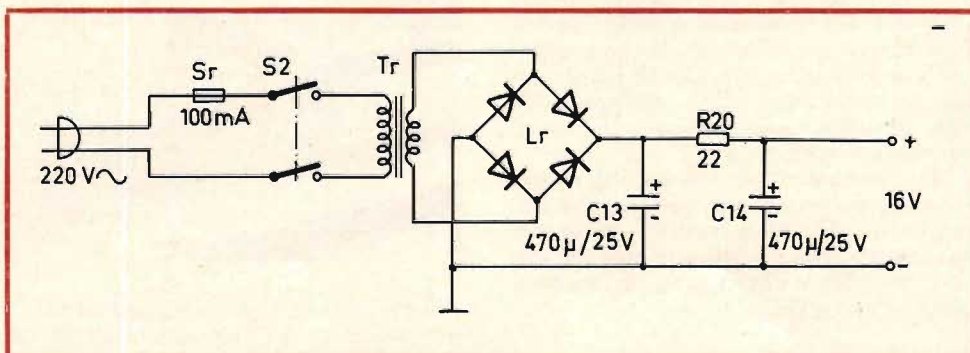 Sr
100mA
S2
Tr
220 V~
Lr
R20
22
+
16V
-
+
-
C13
470µ/25V
+
-
C14
470µ/25V